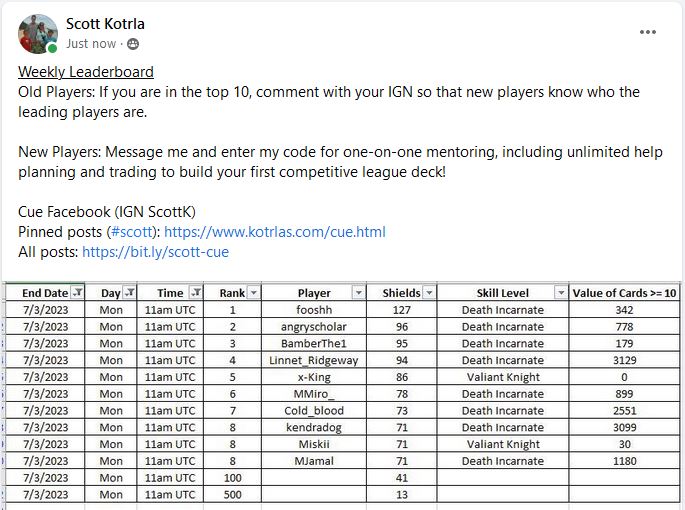 Scott Kotrla
Just now ·
Weekly Leaderboard
Old Players: If you are in the top 10, comment with your IGN so that new players know who the
leading players are.
New Players: Message me and enter my code for one-on-one mentoring, including unlimited help
planning and trading to build your first competitive league deck!
Cue Facebook (IGN ScottK)
Pinned posts (#scott): https://www.kotrlas.com/cue.html
All posts: https://bit.ly/scott-cue
End Date Day Time Rank Player Shields Skill Level Value of Cards >= 10
7/3/2023 Mon 11am UTC 1 fooshh 127 Death Incarnate 342
7/3/2023 Mon 11am UTC 2 angryscholar 96 Death Incarnate 778
7/3/2023 Mon 11am UTC 3 BamberThe1 95 Death Incarnate 179
7/3/2023 Mon 11am UTC 4 Linnet_Ridgeway 94 Death Incarnate 3129
7/3/2023 Mon 11am UTC 5 x-King 86 Valiant Knight 0
7/3/2023 Mon 11am UTC 6 MMiro_ 78 Death Incarnate 899
7/3/2023 Mon 11am UTC 7 Cold_blood 73 Death Incarnate 2551
7/3/2023 Mon 11am UTC 8 kendradog 71 Death Incarnate 3099
7/3/2023 Mon 11am UTC 8 Miskii 71 Valiant Knight 30
7/3/2023 Mon 11am UTC 8 MJamal 71 Death Incarnate 1180
7/3/2023 Mon 11am UTC 100 41
7/3/2023 Mon 11am UTC 500 13